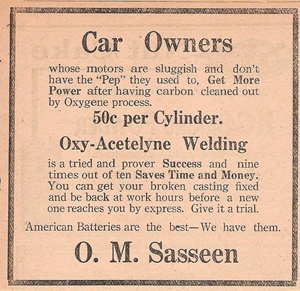 Car Owners
whose motors are sluggish and don't
have the "Pep" they used to, Get More
Power after having carbon cleaned out
by Oxygene process.
50c per Cylinder.
Oxy-Acetelyne Welding
is a tried and prover Success and nine
times out of ten Saves Time and Money.
You can get your broken casting fixed
and be back at work hours before a new
one reaches you by express. Give it a trial.
American Batteries are the best—We have them.
O. M. Sasseen